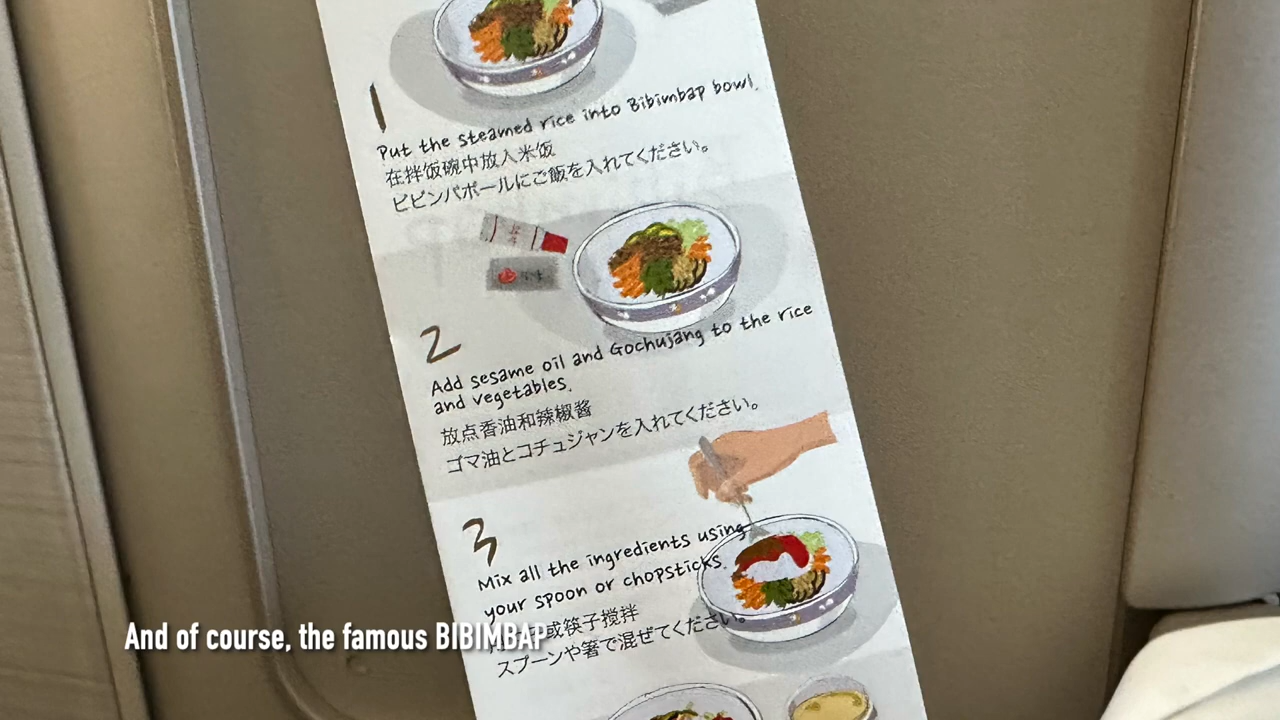 1
Put the steamed rice into Bibimbap bowl.
在拌饭碗中放入米饭
ビビンバボールにご飯を入れてください。
2
Add sesame oil and Gochujang to the rice
and vegetables.
放点香油和辣椒酱
ゴマ油とコチュジャンを入れてください。
3
Mix all the ingredients using
your spoon or chopsticks.
或筷子搅拌
スプーンや箸で混ぜてください。
And of course, the famous BIBIMBAP